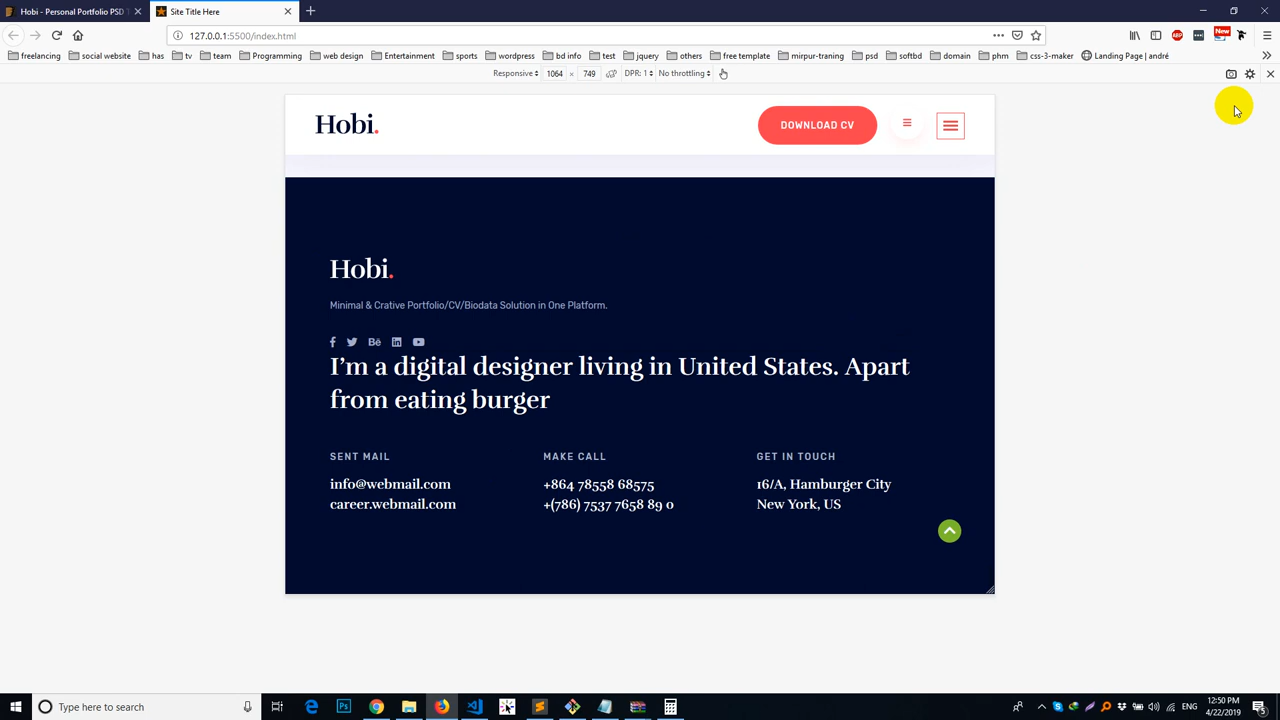 Hobi - Personal Portfolio PSD T
Site Title Here
127.0.0.1:5500/index.html
New
ABP
freelancing
social website
has
tv
team
Programming
web design
Entertainment
sports
wordpress
bd info
test
jquery
others
free template
mirpur-traning
psd
softbd
domain
phm
css-3-maker
Landing Page | andré
Responsive
1064 × 749
DPR: 1
No throttling
Hobi.
DOWNLOAD CV
Hobi.
Minimal & Crative Portfolio/CV/Biodata Solution in One Platform.
I'm a digital designer living in United States. Apart
from eating burger
SENT MAIL
MAKE CALL
GET IN TOUCH
info@webmail.com
+864 78558 68575
16/A, Hamburger City
career.webmail.com
+(786) 7537 7658 89 0
New York, US
Type here to search
ENG
12:50 PM
4/22/2019
5